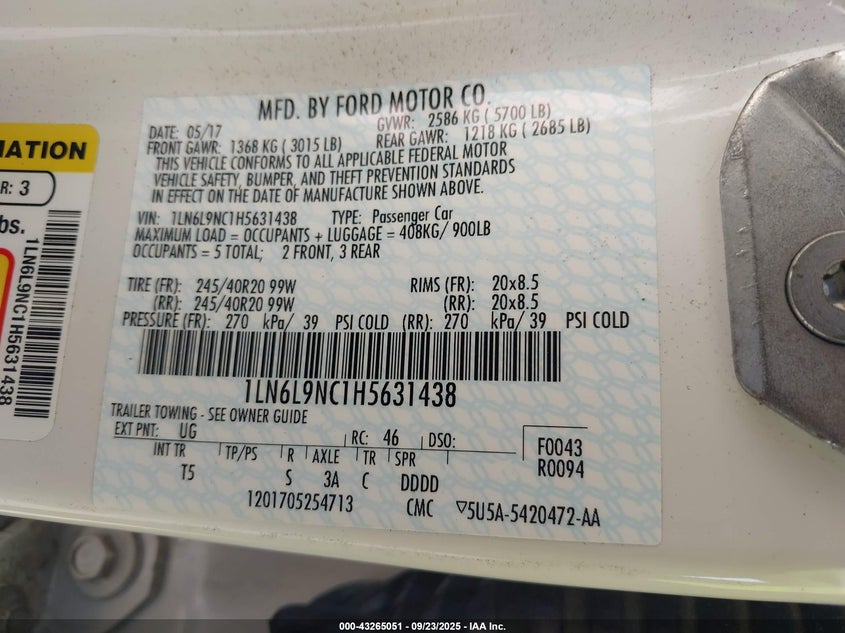 MFD. BY FORD MOTOR CO.
DATE: 05/17 GVWR: 2586 KG ( 5700 LB)
FRONT GAWR: 1368 KG ( 3015 LB) REAR GAWR: 1218 KG ( 2685 LB)
THIS VEHICLE CONFORMS TO ALL APPLICABLE FEDERAL MOTOR
VEHICLE SAFETY, BUMPER, AND THEFT PREVENTION STANDARDS
IN EFFECT ON THE DATE OF MANUFACTURE SHOWN ABOVE.
VIN: 1LN6L9NC1H5631438 TYPE: Passenger Car
MAXIMUM LOAD = OCCUPANTS + LUGGAGE = 408KG/ 900LB
OCCUPANTS = 5 TOTAL; 2 FRONT, 3 REAR
TIRE (FR): 245/40R20 99W RIMS (FR): 20x8.5
(RR): 245/40R20 99W (RR): 20x8.5
PRESSURE (FR): 270 kPa/ 39 PSI COLD (RR): 270 kPa/ 39 PSI COLD
1LN6L9NC1H5631438
TRAILER TOWING - SEE OWNER GUIDE
EXT PNT: UG RC: 46 DSO: F0043
INT TR TP/PS R AXLE TR SPR R0094
T5 S 3A C DDDD
1201705254713 CMC 5U5A-5420472-AA
MATION
R: 3
bs.
1LN6L9NC1H5631438
000-43265051 - 09/23/2025 - IAA Inc.